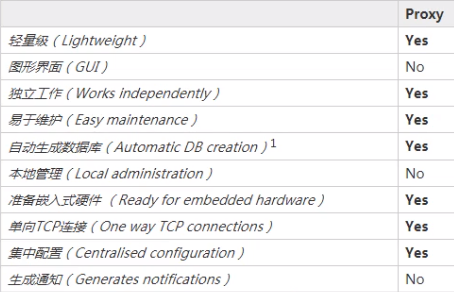 Proxy
轻量级（Lightweight） Yes
图形界面（GUI） No
独立工作（Works independently） Yes
易于维护（Easy maintenance） Yes
自动生成数据库（Automatic DB creation）1 Yes
本地管理（Local administration） No
准备嵌入式硬件 （Ready for embedded hardware） Yes
单向TCP连接（One way TCP connections） Yes
集中配置（Centralised configuration） Yes
生成通知（Generates notifications） No